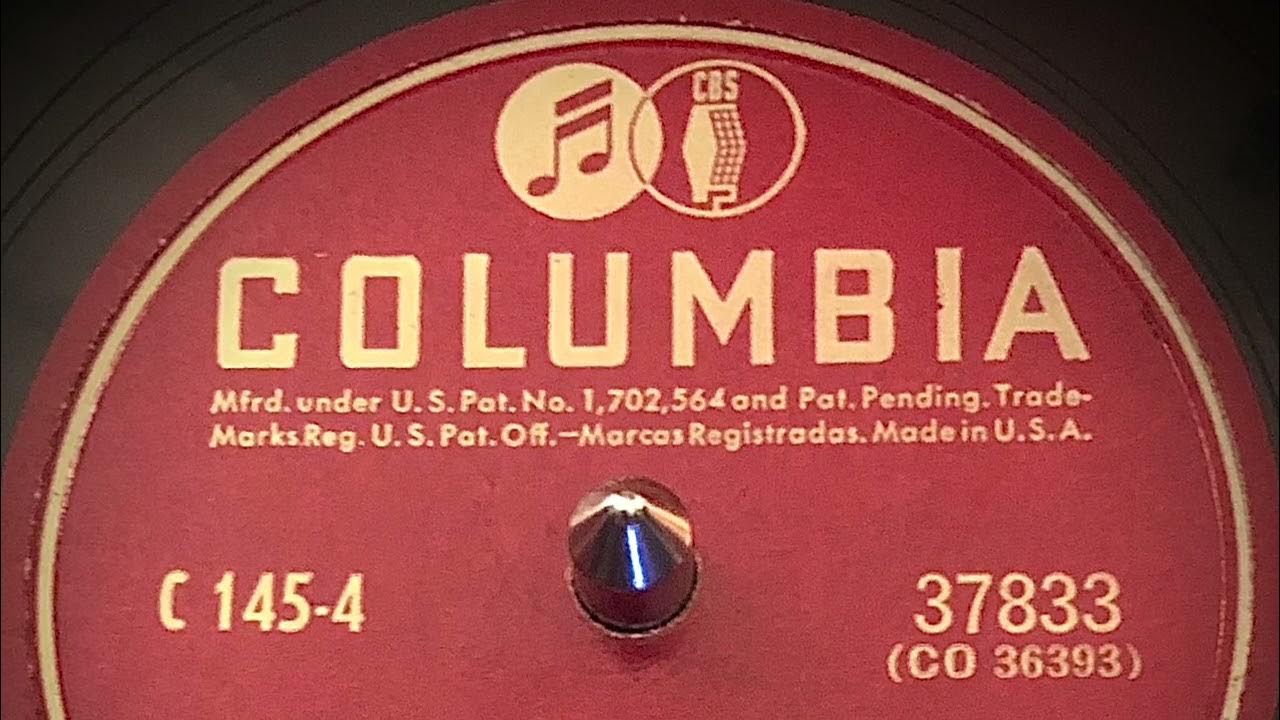 CBS
COLUMBIA
Mfrd. under U. S. Pat. No. 1,702,564 and Pat. Pending. Trade-
Marks Reg. U. S. Pat. Off.—Marcas Registradas. Made in U. S. A.
C 145-4
37833
(CO 36393)